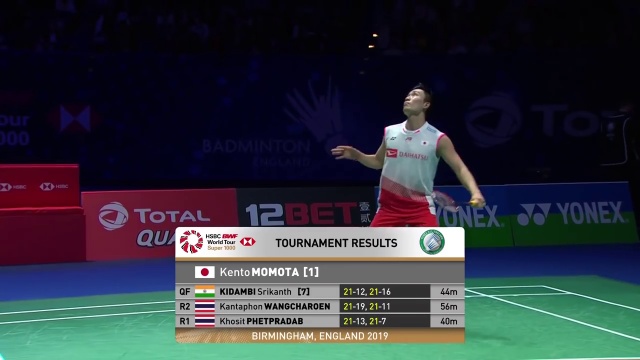 BADMINTON
ENGLAND
TOTAL
HSBC
HSBC
TOTAL
12BET
YONEX
YONEX
DAIHATSU
HSBC BWF
World Tour
Super 1000
TOURNAMENT RESULTS
Kento MOMOTA [1]
QF KIDAMBI Srikanth [7] 21-12, 21-16 44m
R2 Kantaphon WANGCHAROEN 21-19, 21-11 56m
R1 Khosit PHETPRADAB 21-13, 21-7 40m
BIRMINGHAM, ENGLAND 2019